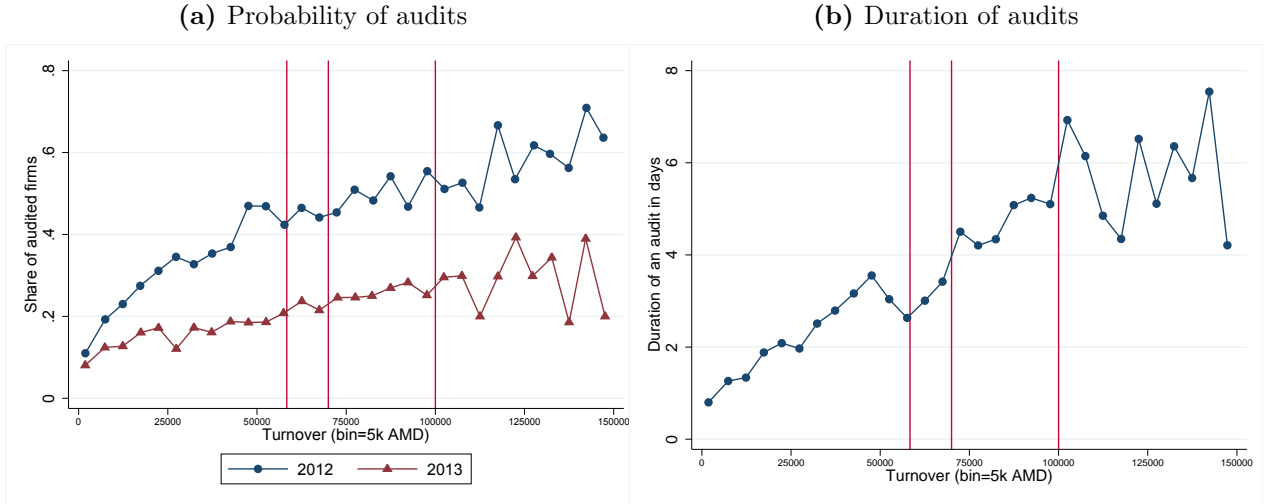 (a) Probability of audits
Share of audited firms
.8
.6
.4
.2
0
0 25000 50000 75000 100000 125000 150000
Turnover (bin=5k AMD)
2012 2013
(b) Duration of audits
Duration of an audit in days
8
6
4
2
0
0 25000 50000 75000 100000 125000 150000
Turnover (bin=5k AMD)